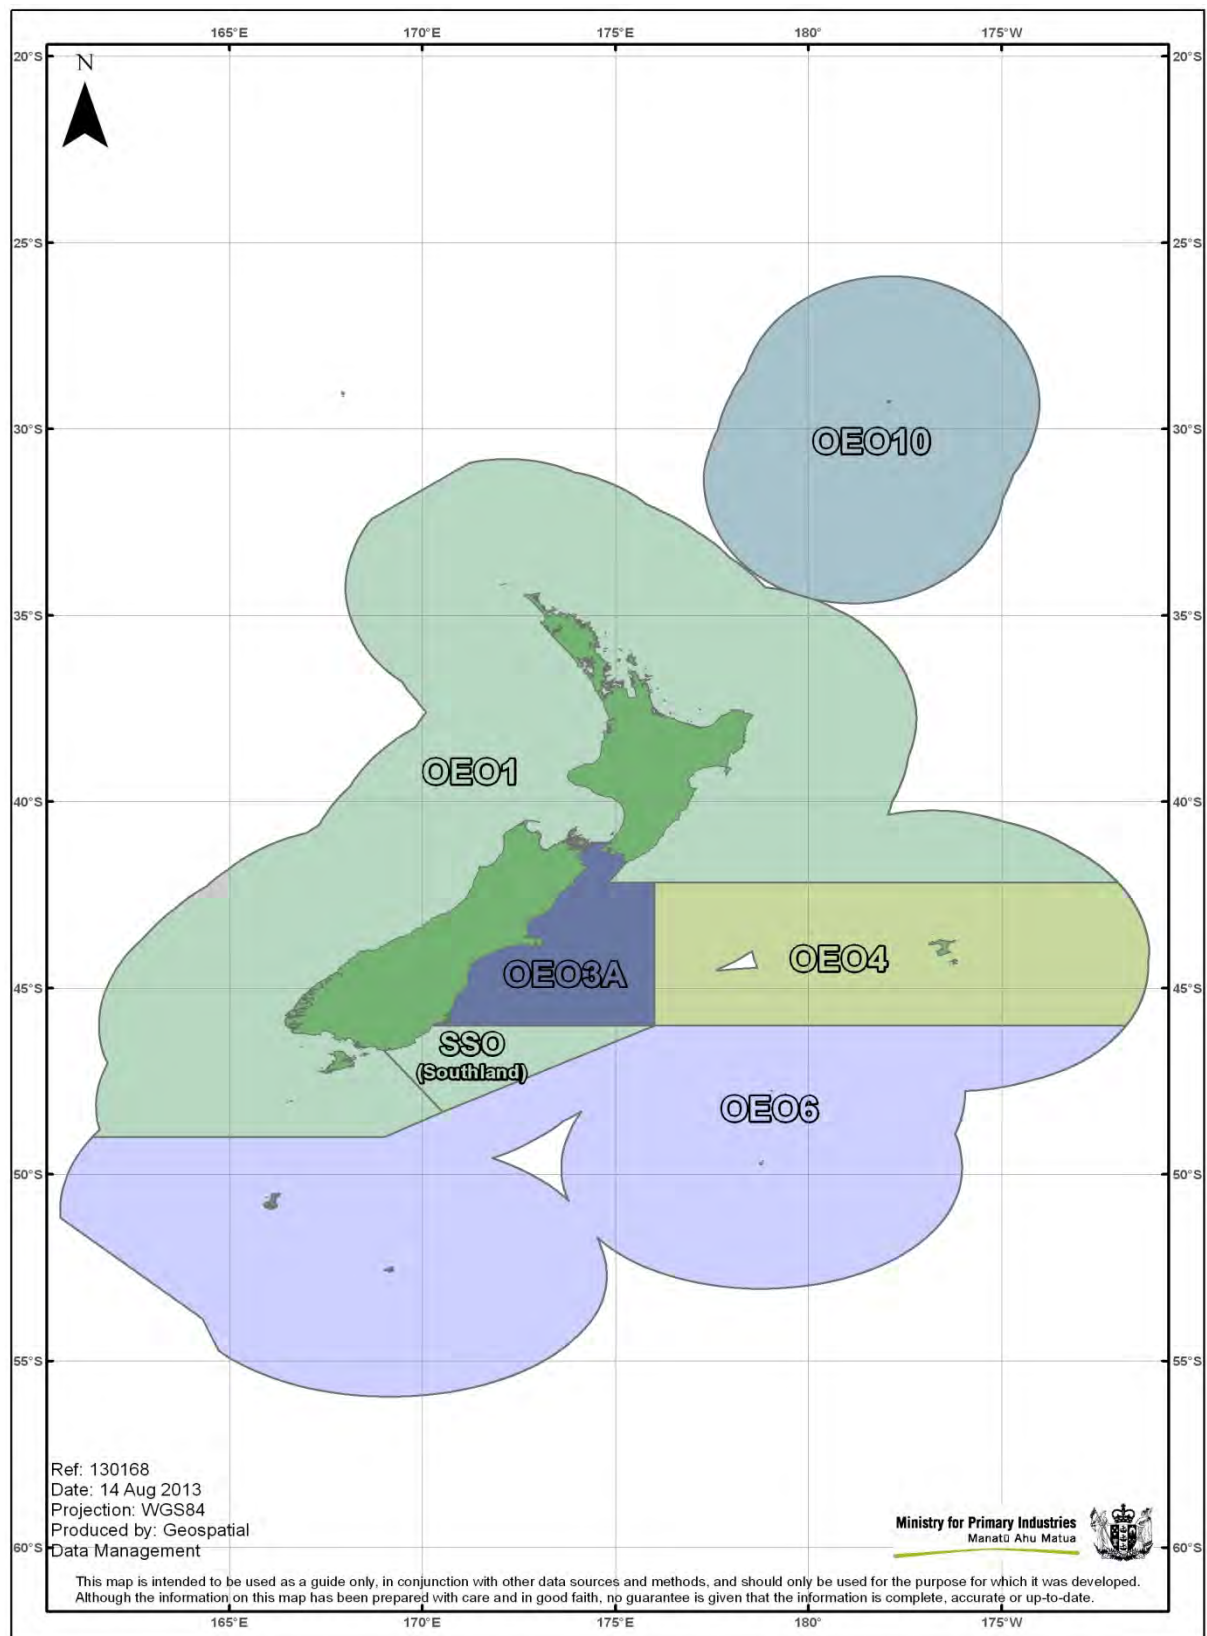 165°E 170°E 175°E 180° 175°W
20°S 20°S
N
25°S 25°S
30°S 30°S
OEO10
35°S 35°S
OEO1
40°S 40°S
OEO4
OEO3A
45°S 45°S
SSO
(Southland)
OEO6
50°S 50°S
55°S 55°S
Ref: 130168
Date: 14 Aug 2013
Projection: WGS84
Produced by: Geospatial
Data Management
Ministry for Primary Industries
Manatū Ahu Matua
60°S 60°S
This map is intended to be used as a guide only, in conjunction with other data sources and methods, and should only be used for the purpose for which it was developed.
Although the information on this map has been prepared with care and in good faith, no guarantee is given that the information is complete, accurate or up-to-date.
165°E 170°E 175°E 180° 175°W